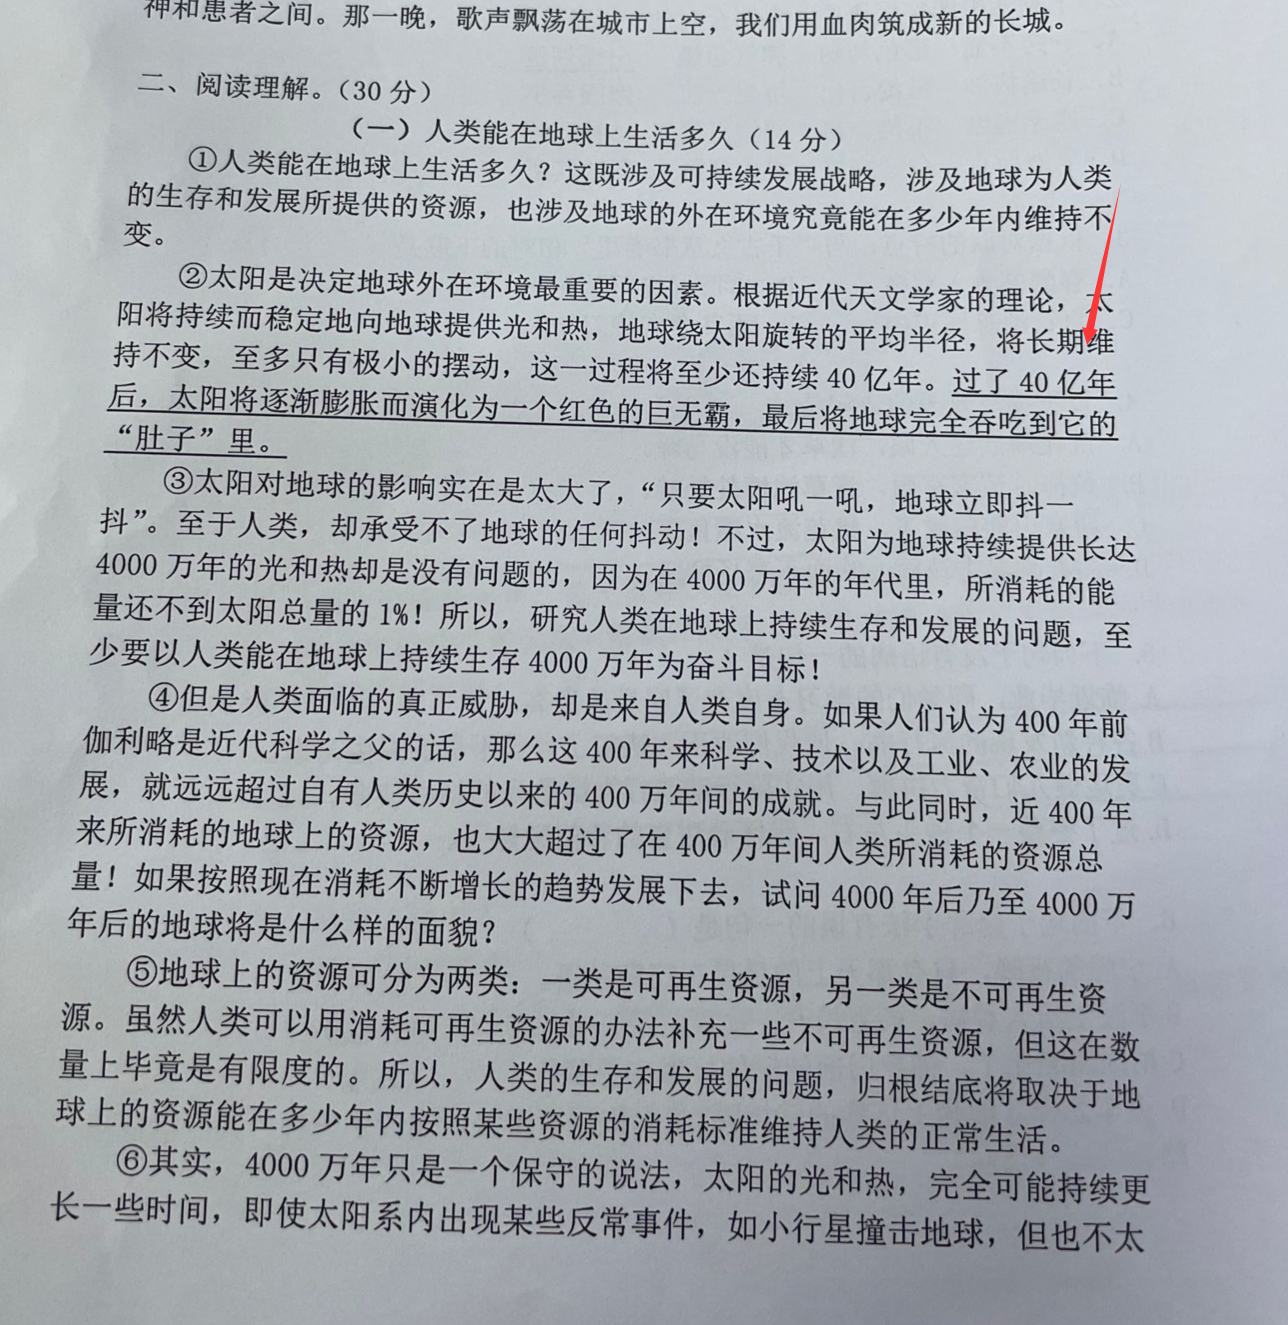 神和患者之间。那一晚，歌声飘荡在城市上空，我们用血肉筑成新的长城。
二、阅读理解。（30 分）
（一）人类能在地球上生活多久（14 分）
①人类能在地球上生活多久？这既涉及可持续发展战略，涉及地球为人类
的生存和发展所提供的资源，也涉及地球的外在环境究竟能在多少年内维持不
变。
②太阳是决定地球外在环境最重要的因素。根据近代天文学家的理论，太
阳将持续而稳定地向地球提供光和热，地球绕太阳旋转的平均半径，将长期维
持不变，至多只有极小的摆动，这一过程将至少还持续 40 亿年。过了 40 亿年
后，太阳将逐渐膨胀而演化为一个红色的巨无霸，最后将地球完全吞吃到它的
“肚子”里。
③太阳对地球的影响实在是太大了，“只要太阳吼一吼，地球立即抖一
抖”。至于人类，却承受不了地球的任何抖动！不过，太阳为地球持续提供长达
4000 万年的光和热却是没有问题的，因为在 4000 万年的年代里，所消耗的能
量还不到太阳总量的 1%！所以，研究人类在地球上持续生存和发展的问题，至
少要以人类能在地球上持续生存 4000 万年为奋斗目标！
④但是人类面临的真正威胁，却是来自人类自身。如果人们认为 400 年前
伽利略是近代科学之父的话，那么这 400 年来科学、技术以及工业、农业的发
展，就远远超过自有人类历史以来的 400 万年间的成就。与此同时，近 400 年
来所消耗的地球上的资源，也大大超过了在 400 万年间人类所消耗的资源总
量！如果按照现在消耗不断增长的趋势发展下去，试问 4000 年后乃至 4000 万
年后的地球将是什么样的面貌？
⑤地球上的资源可分为两类：一类是可再生资源，另一类是不可再生资
源。虽然人类可以用消耗可再生资源的办法补充一些不可再生资源，但这在数
量上毕竟是有限度的。所以，人类的生存和发展的问题，归根结底将取决于地
球上的资源能在多少年内按照某些资源的消耗标准维持人类的正常生活。
⑥其实，4000 万年只是一个保守的说法，太阳的光和热，完全可能持续更
长一些时间，即使太阳系内出现某些反常事件，如小行星撞击地球，但也不太